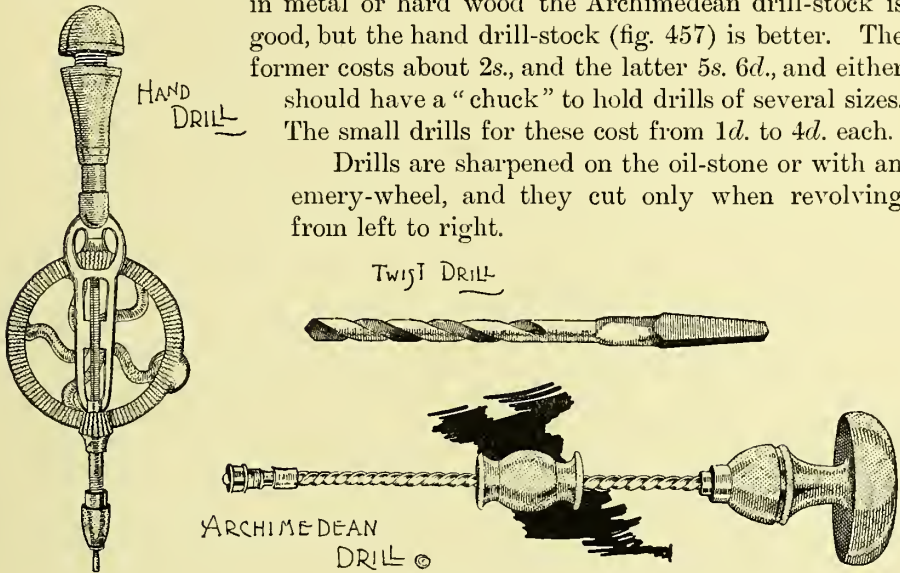 in metal or hard wood the Archimedean drill-stock is
good, but the hand drill-stock (fig. 457) is better. The
former costs about 2s., and the latter 5s. 6d., and either
should have a “chuck” to hold drills of several sizes.
The small drills for these cost from 1d. to 4d. each.
Drills are sharpened on the oil-stone or with an
emery-wheel, and they cut only when revolving
from left to right.
HAND
DRILL
TWIST DRILL
ARCHIMEDEAN
DRILL